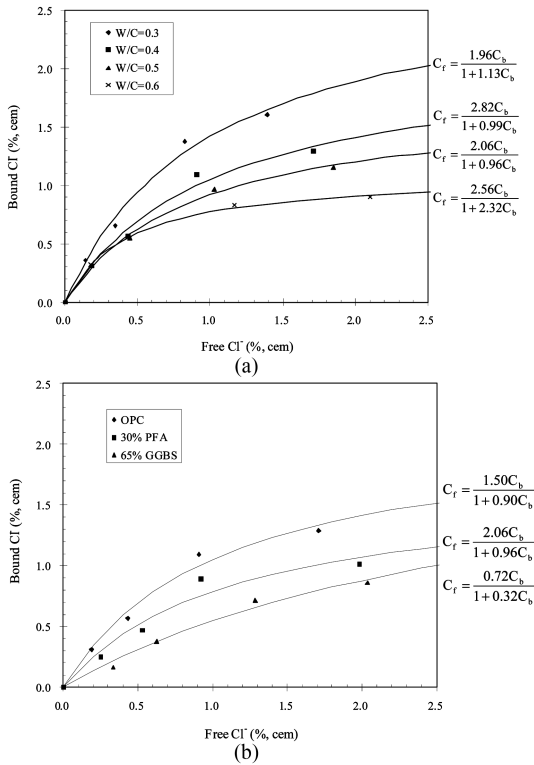 (a)
W/C=0.3
W/C=0.4
W/C=0.5
W/C=0.6
2.5
2.0
1.5
1.0
0.5
0.0
Bound Cl⁻ (%, cem)
0.0 0.5 1.0 1.5 2.0 2.5
Free Cl⁻ (%, cem)
C_f = 1.96C_b / 1+1.13C_b
C_f = 2.82C_b / 1+0.99C_b
C_f = 2.06C_b / 1+0.96C_b
C_f = 2.56C_b / 1+2.32C_b
(a)
OPC
30% PFA
65% GGBS
2.5
2.0
1.5
1.0
0.5
0.0
Bound Cl⁻ (%, cem)
0.0 0.5 1.0 1.5 2.0 2.5
Free Cl⁻ (%, cem)
C_f = 1.50C_b / 1+0.90C_b
C_f = 2.06C_b / 1+0.96C_b
C_f = 0.72C_b / 1+0.32C_b
(b)